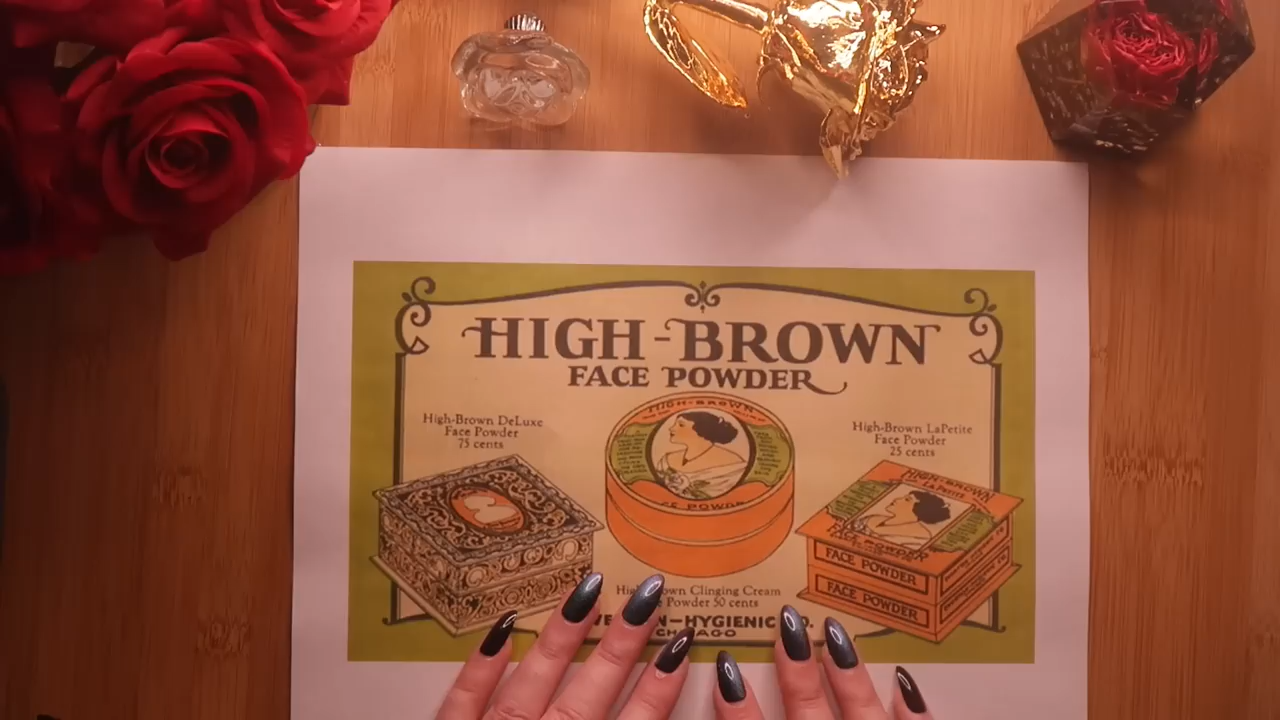 HIGH-BROWN
FACE POWDER
High-Brown DeLuxe
Face Powder
75 cents
HIGH-BROWN
High-Brown LaPetite
Face Powder
25 cents
HIGH-BROWN
LaPetite
FACE POWDER
FACE POWDER
Clinging Cream
Powder 50 cents
HYGIENIC